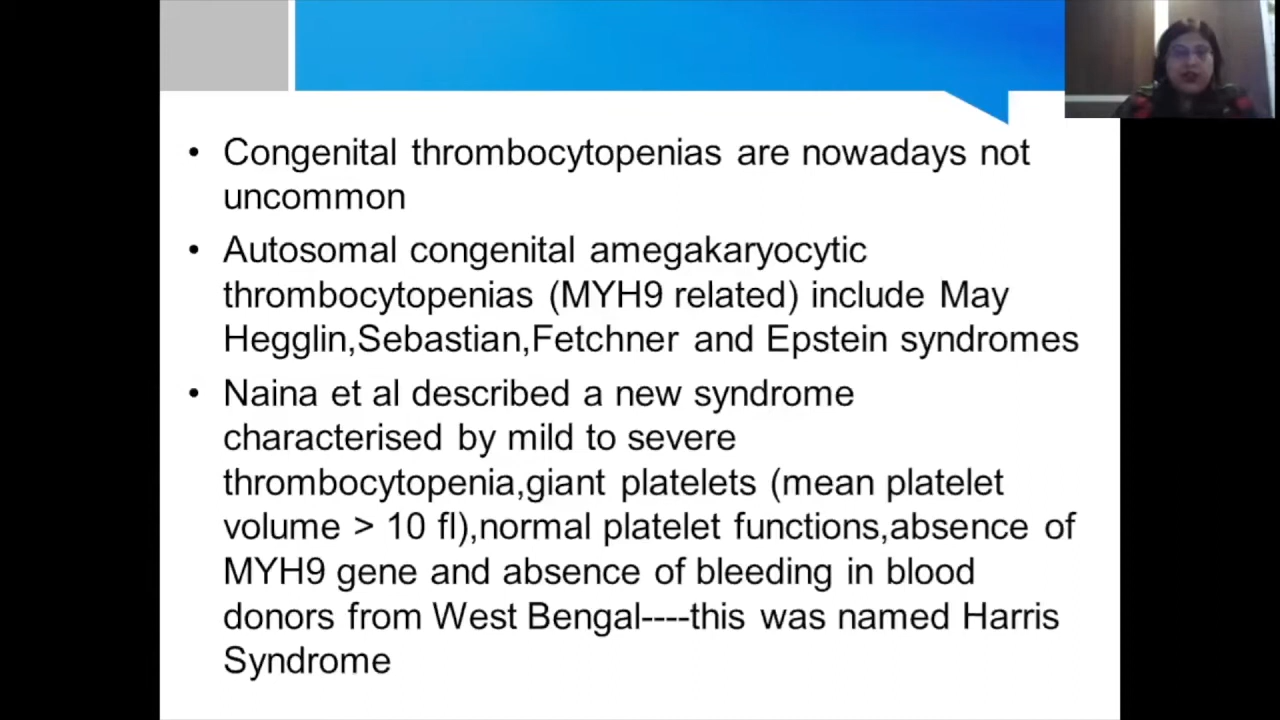 • Congenital thrombocytopenias are nowadays not
uncommon
• Autosomal congenital amegakaryocytic
thrombocytopenias (MYH9 related) include May
Hegglin,Sebastian,Fetchner and Epstein syndromes
• Naina et al described a new syndrome
characterised by mild to severe
thrombocytopenia,giant platelets (mean platelet
volume > 10 fl),normal platelet functions,absence of
MYH9 gene and absence of bleeding in blood
donors from West Bengal----this was named Harris
Syndrome